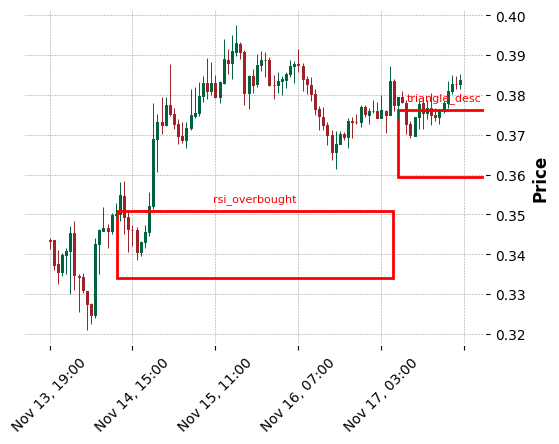 0.40
0.39
0.38
triangle_desc
0.37
0.36
rsi_overbought
0.35
0.34
0.33
0.32
Price
Nov 13, 19:00
Nov 14, 15:00
Nov 15, 11:00
Nov 16, 07:00
Nov 17, 03:00